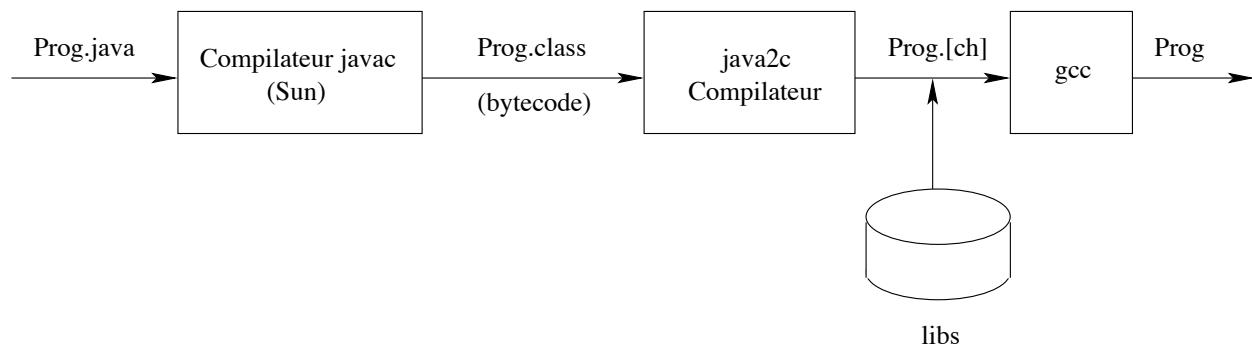 Prog.java
Compilateur javac
(Sun)
Prog.class
(bytecode)
java2c
Compilateur
Prog.[ch]
gcc
Prog
libs